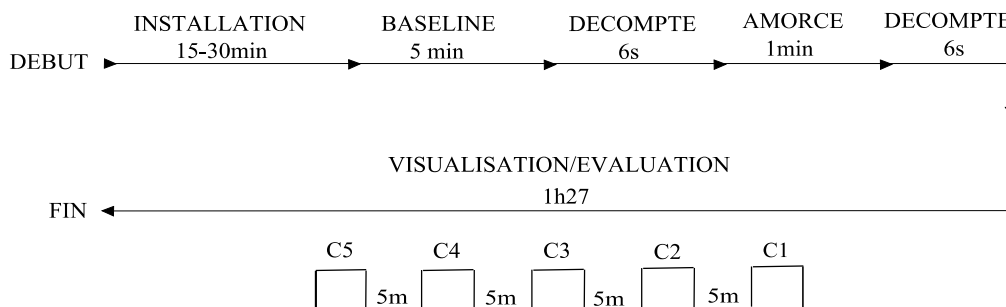 INSTALLATION BASELINE DECOMPTE AMORCE DECOMPTE
15-30min 5 min 6s 1min 6s
DEBUT
VISUALISATION/EVALUATION
1h27
FIN
C5 C4 C3 C2 C1
5m 5m 5m 5m